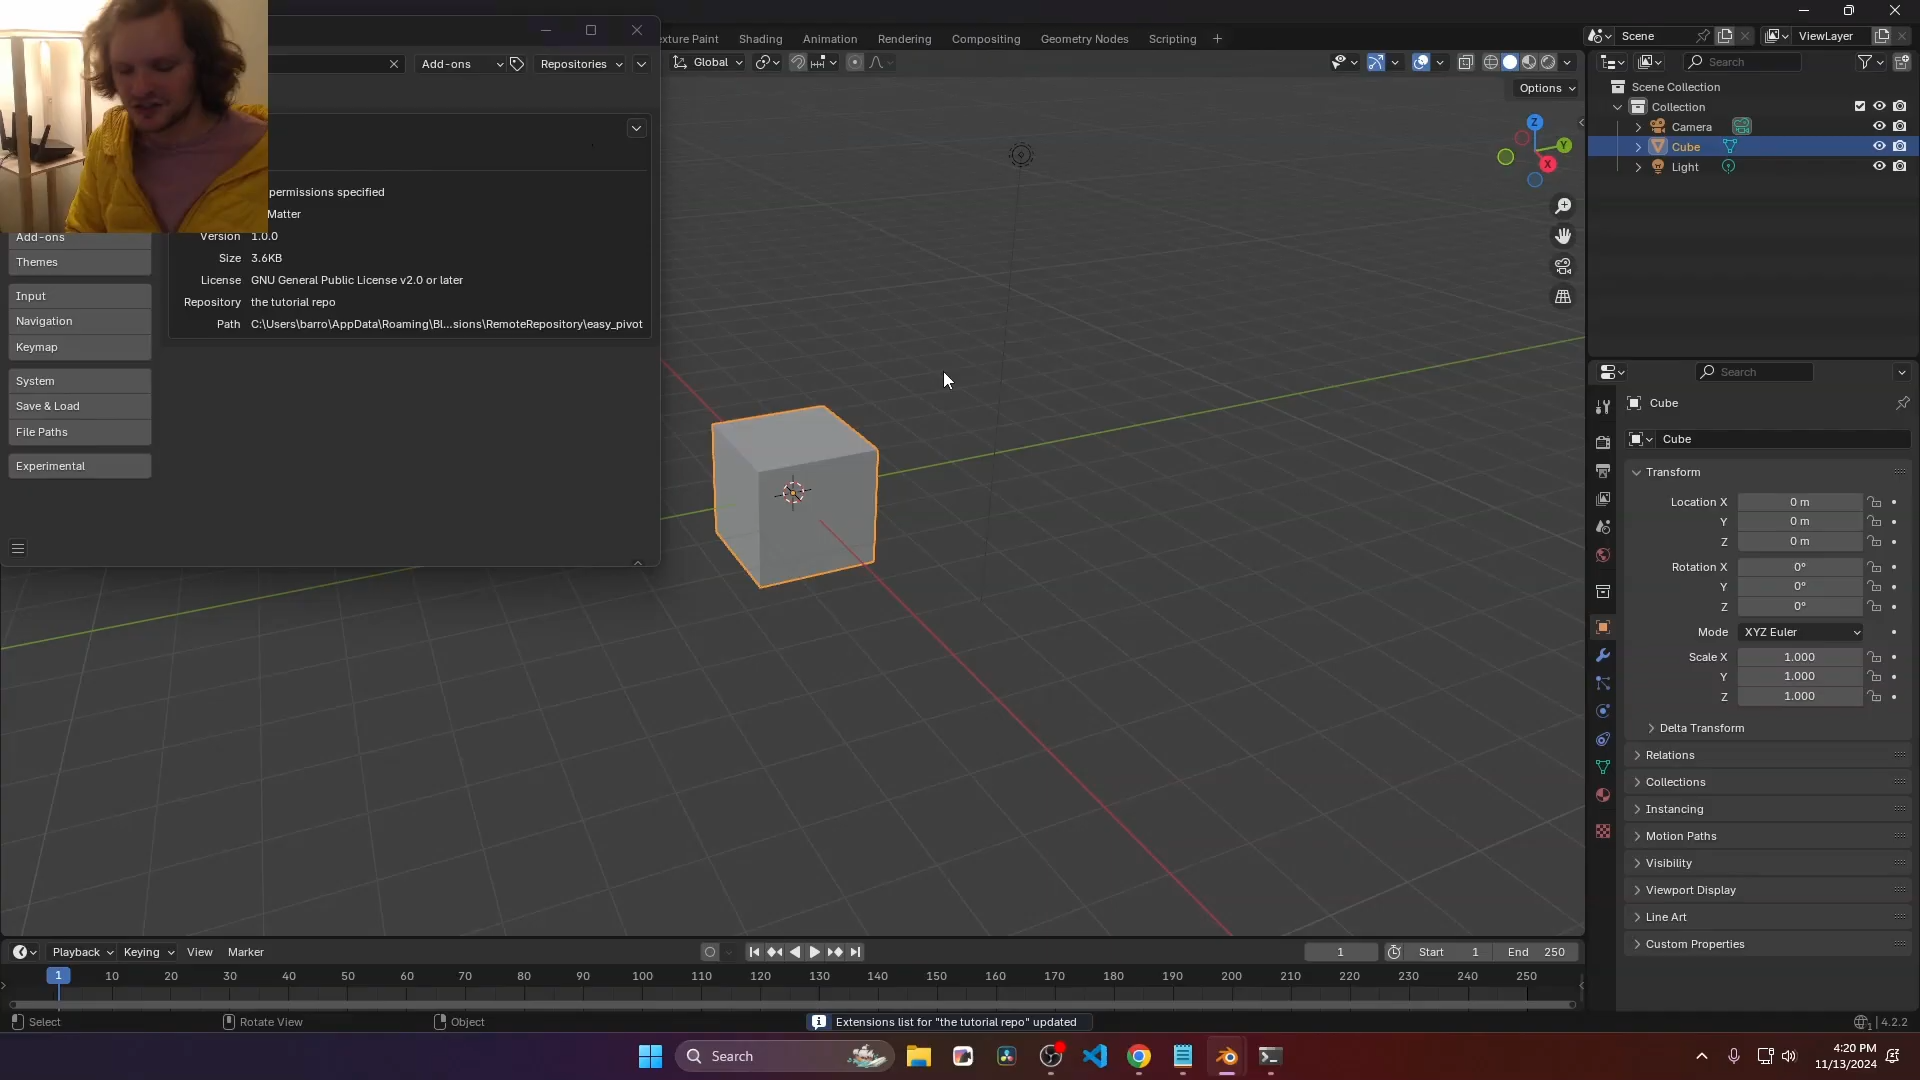 exture Paint
Shading
Animation
Rendering
Compositing
Geometry Nodes
Scripting
Scene
ViewLayer
Add-ons
Repositories
Global
Search
Options
Scene Collection
Collection
Camera
Cube
Light
Z
Y
X
permissions specified
Matter
Version 1.0.0
Size 3.6KB
License GNU General Public License v2.0 or later
Repository the tutorial repo
Path C:\Users\barro\AppData\Roaming\Bl...sions\RemoteRepository\easy_pivot
Add-ons
Themes
Input
Navigation
Keymap
System
Save & Load
File Paths
Experimental
Search
Cube
Cube
Transform
Location X 0 m
Y 0 m
Z 0 m
Rotation X 0°
Y 0°
Z 0°
Mode XYZ Euler
Scale X 1.000
Y 1.000
Z 1.000
Delta Transform
Relations
Collections
Instancing
Motion Paths
Visibility
Viewport Display
Line Art
Custom Properties
Playback Keying View Marker 1 Start 1 End 250
1 10 20 30 40 50 60 70 80 90 100 110 120 130 140 150 160 170 180 190 200 210 220 230 240 250
Select Rotate View Object Extensions list for "the tutorial repo" updated 4.2.2
Search
4:20 PM
11/13/2024